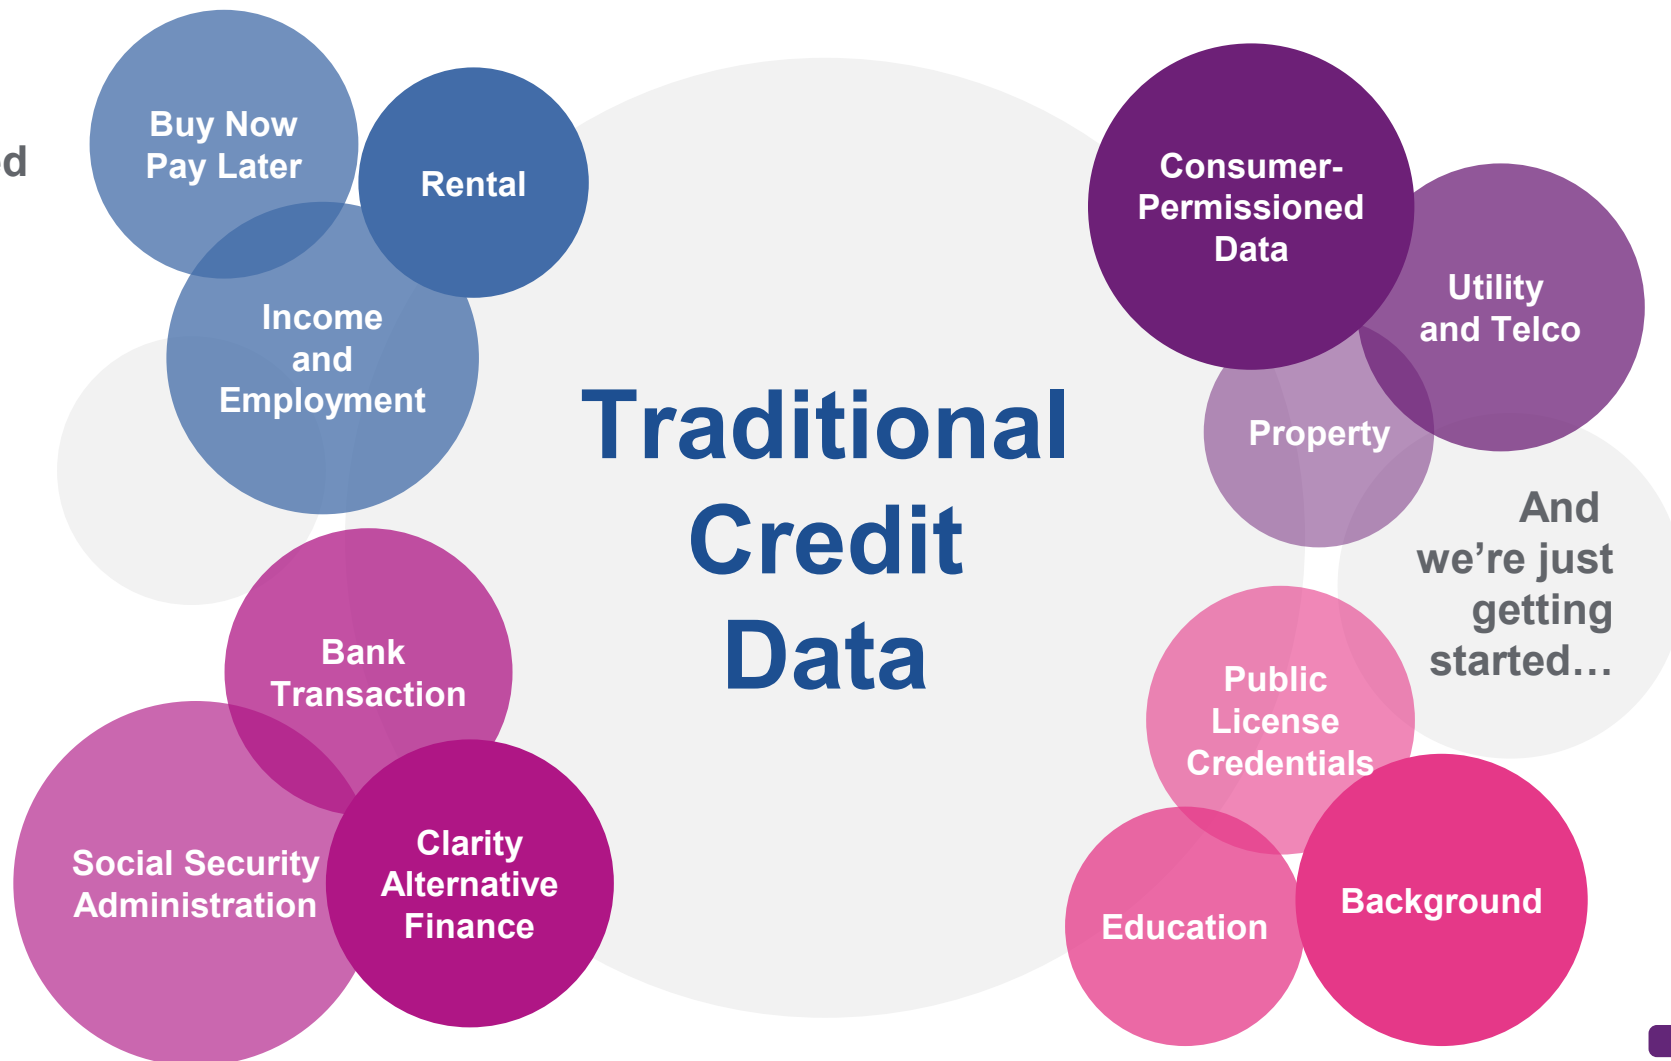 Buy Now
Pay Later
Rental
Income
and
Employment
Traditional
Credit
Data
Consumer-
Permissioned
Data
Utility
and Telco
Property
And
we’re just
getting
started…
Bank
Transaction
Social Security
Administration
Clarity
Alternative
Finance
Public
License
Credentials
Education
Background